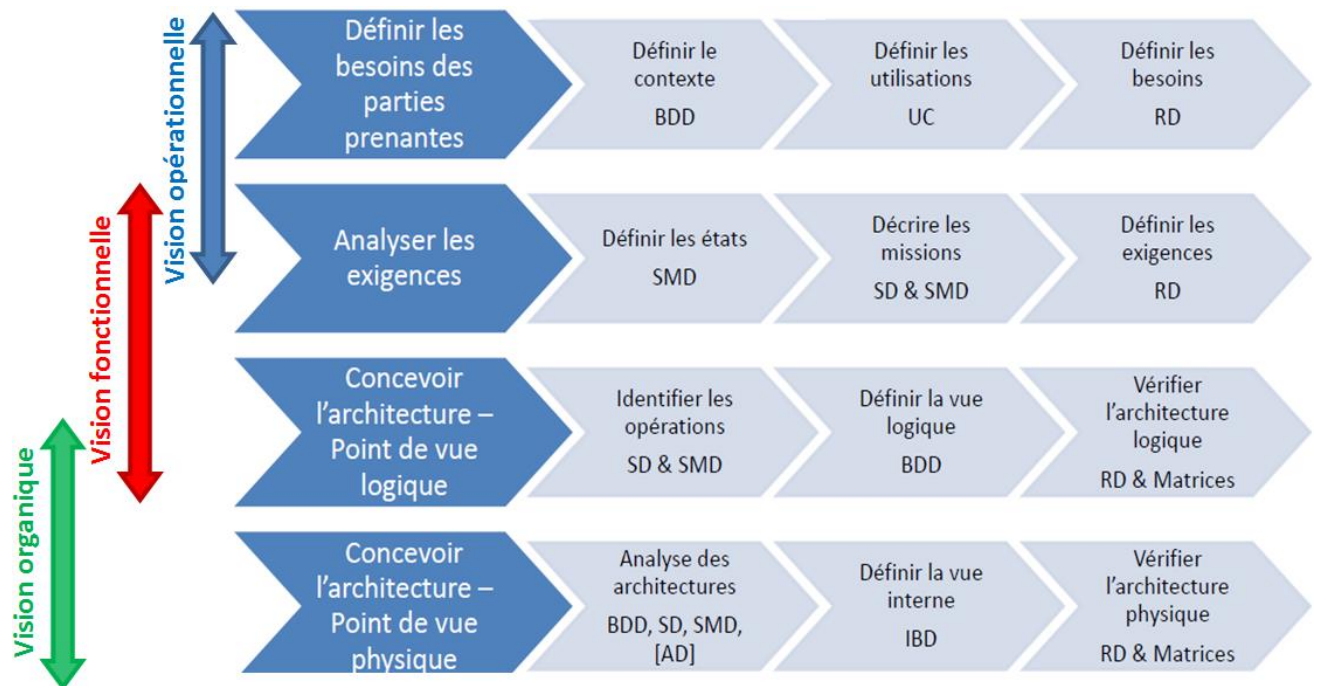 Vision opérationnelle
Vision fonctionnelle
Vision organique
Définir les
besoins des
parties
prenantes
Définir le
contexte
BDD
Définir les
utilisations
UC
Définir les
besoins
RD
Analyser les
exigences
Définir les états
SMD
Décrire les
missions
SD & SMD
Définir les
exigences
RD
Concevoir
l'architecture –
Point de vue
logique
Identifier les
opérations
SD & SMD
Définir la vue
logique
BDD
Vérifier
l'architecture
logique
RD & Matrices
Concevoir
l'architecture –
Point de vue
physique
Analyse des
architectures
BDD, SD, SMD,
[AD]
Définir la vue
interne
IBD
Vérifier
l'architecture
physique
RD & Matrices